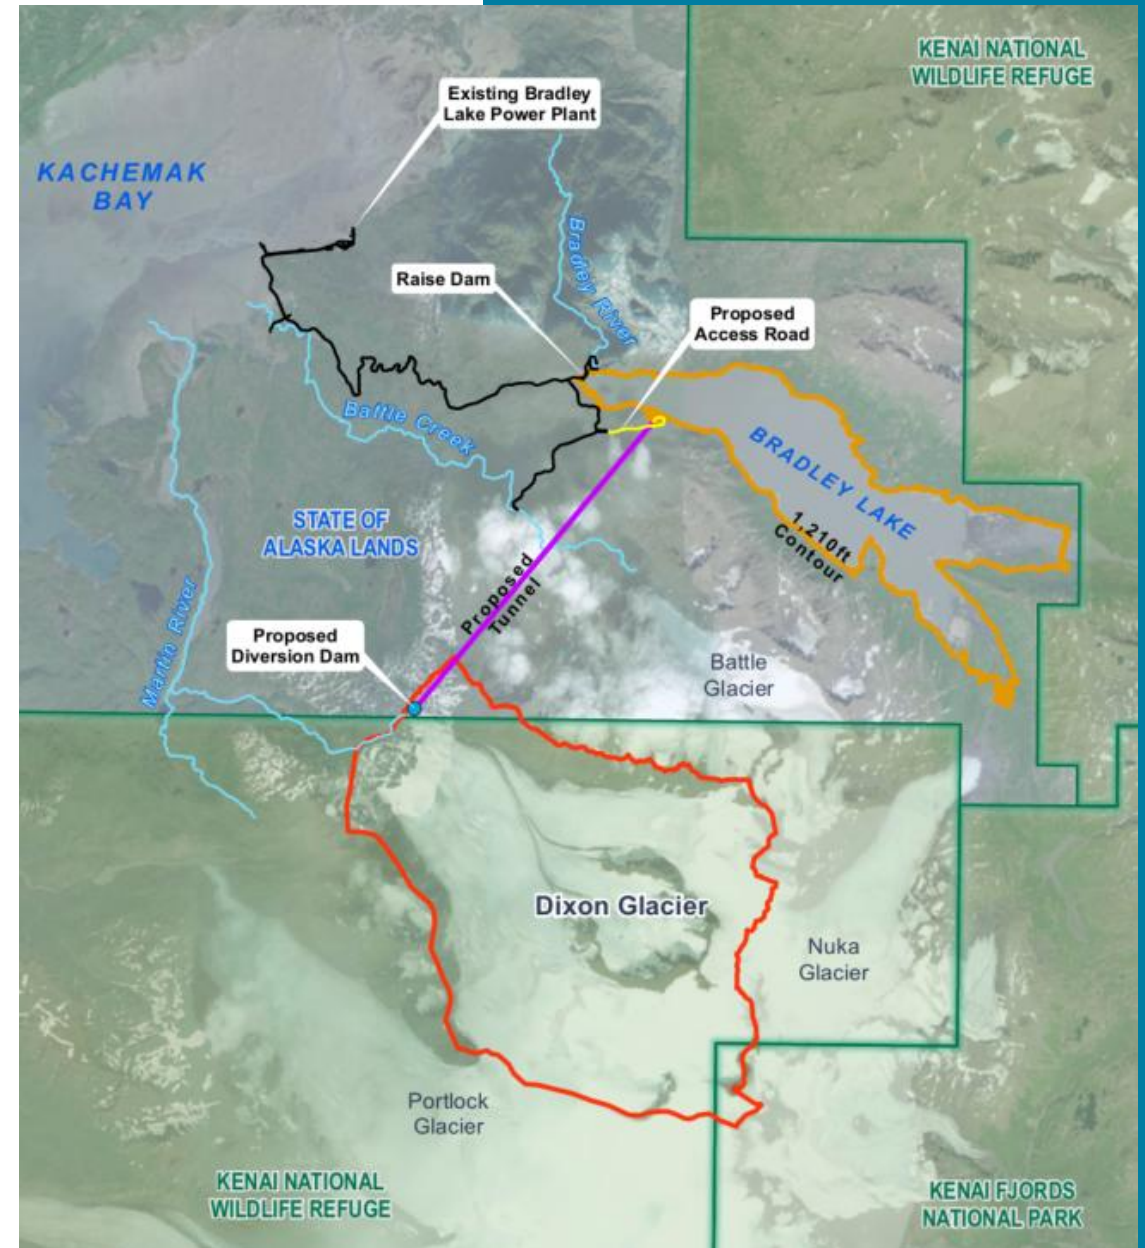 KENAI NATIONAL
WILDLIFE REFUGE
Existing Bradley
Lake Power Plant
KACHEMAK
BAY
Bradley River
Raise Dam
Proposed
Access Road
Battle Creek
BRADLEY LAKE
1,210ft
Contour
STATE OF
ALASKA LANDS
Proposed
Tunnel
Martin River
Proposed
Diversion Dam
Battle
Glacier
Dixon Glacier
Nuka
Glacier
Portlock
Glacier
KENAI NATIONAL
WILDLIFE REFUGE
KENAI FJORDS
NATIONAL PARK